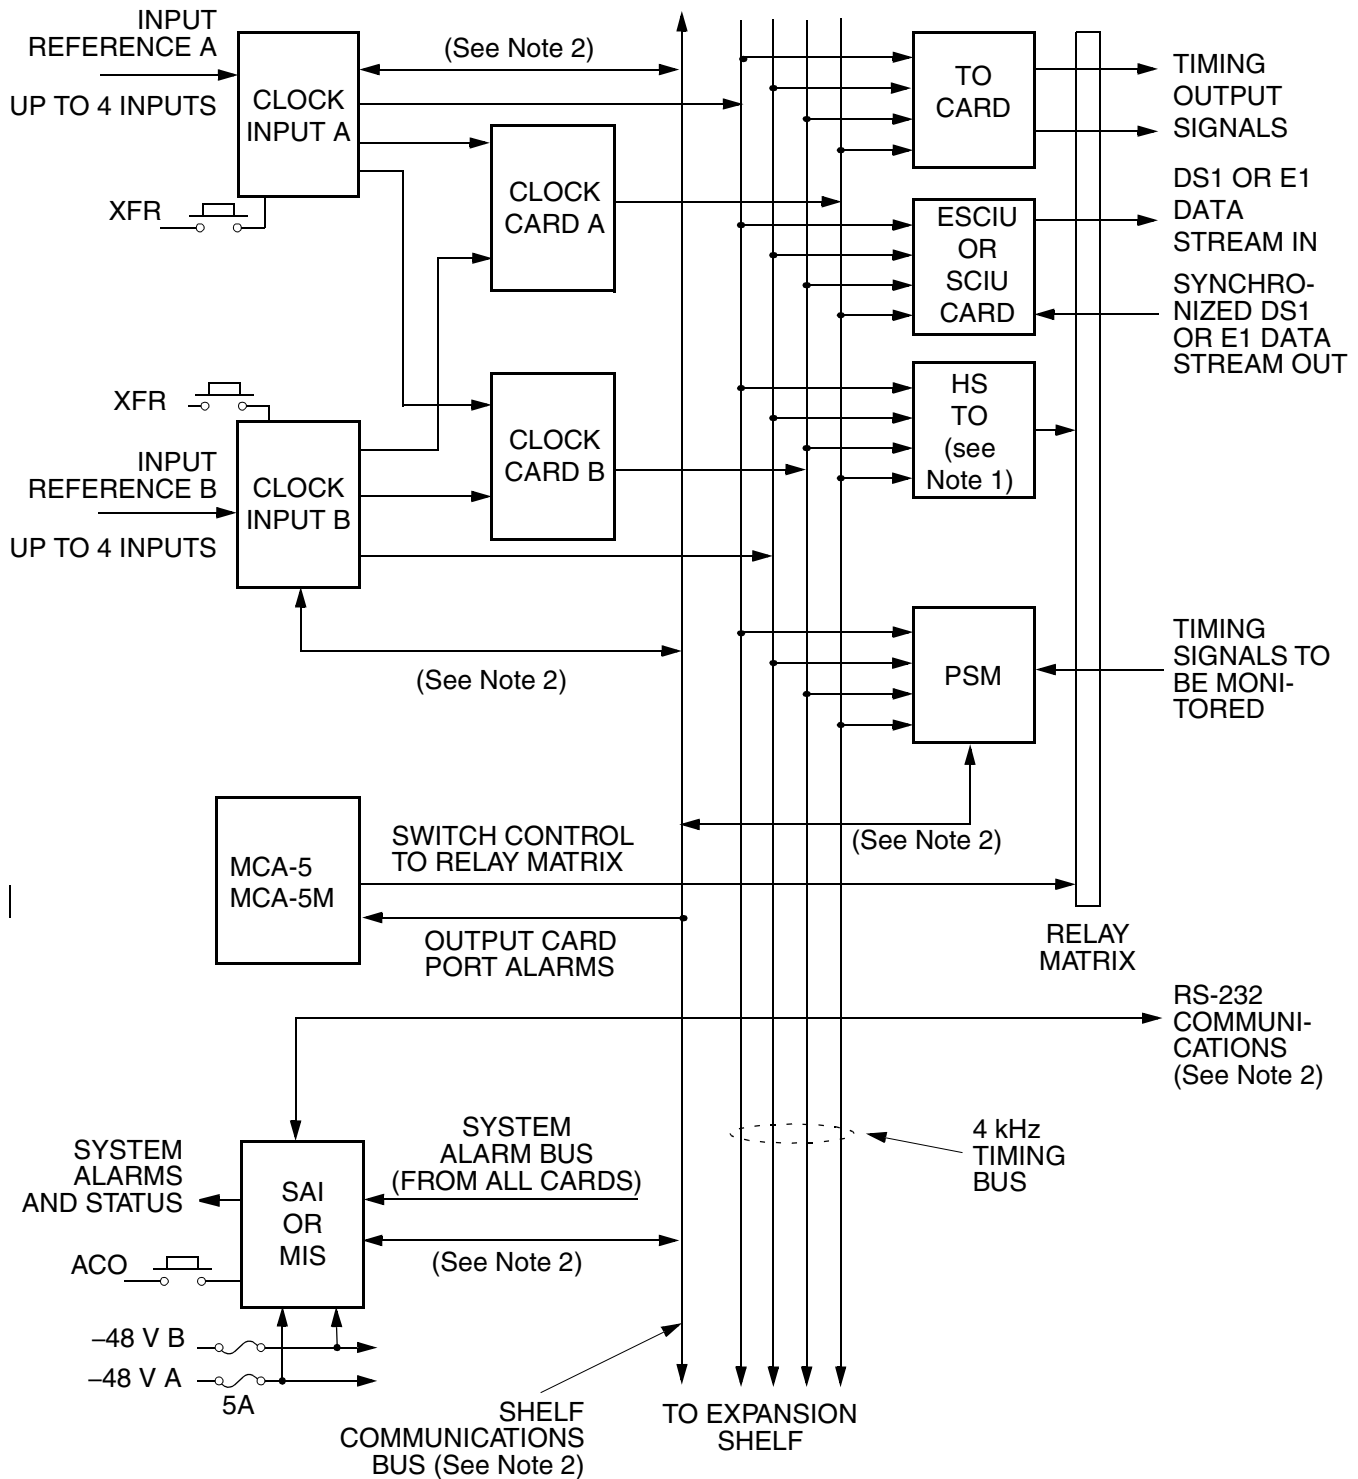 INPUT
REFERENCE A
UP TO 4 INPUTS
CLOCK
INPUT A
(See Note 2)
XFR
CLOCK
CARD A
TO
CARD
TIMING
OUTPUT
SIGNALS
ESCIU
OR
SCIU
CARD
DS1 OR E1
DATA
STREAM IN
SYNCHRO-
NIZED DS1
OR E1 DATA
STREAM OUT
XFR
INPUT
REFERENCE B
UP TO 4 INPUTS
CLOCK
INPUT B
CLOCK
CARD B
HS
TO
(see
Note 1)
(See Note 2)
PSM
TIMING
SIGNALS TO
BE MONI-
TORED
(See Note 2)
MCA-5
MCA-5M
SWITCH CONTROL
TO RELAY MATRIX
OUTPUT CARD
PORT ALARMS
RELAY
MATRIX
RS-232
COMMUNI-
CATIONS
(See Note 2)
SYSTEM
ALARMS
AND STATUS
SAI
OR
MIS
SYSTEM
ALARM BUS
(FROM ALL CARDS)
(See Note 2)
4 kHz
TIMING
BUS
ACO
–48 V B
–48 V A
5A
SHELF
COMMUNICATIONS
BUS (See Note 2)
TO EXPANSION
SHELF